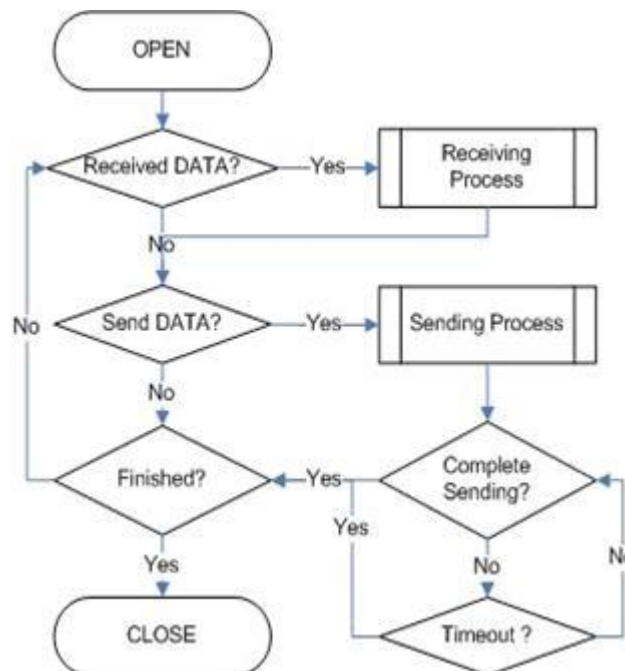 OPEN
Received DATA?
Yes
Receiving
Process
No
Send DATA?
Yes
Sending Process
No
No
Finished?
Yes
Complete
Sending?
Yes
No
No
Yes
CLOSE
Timeout ?